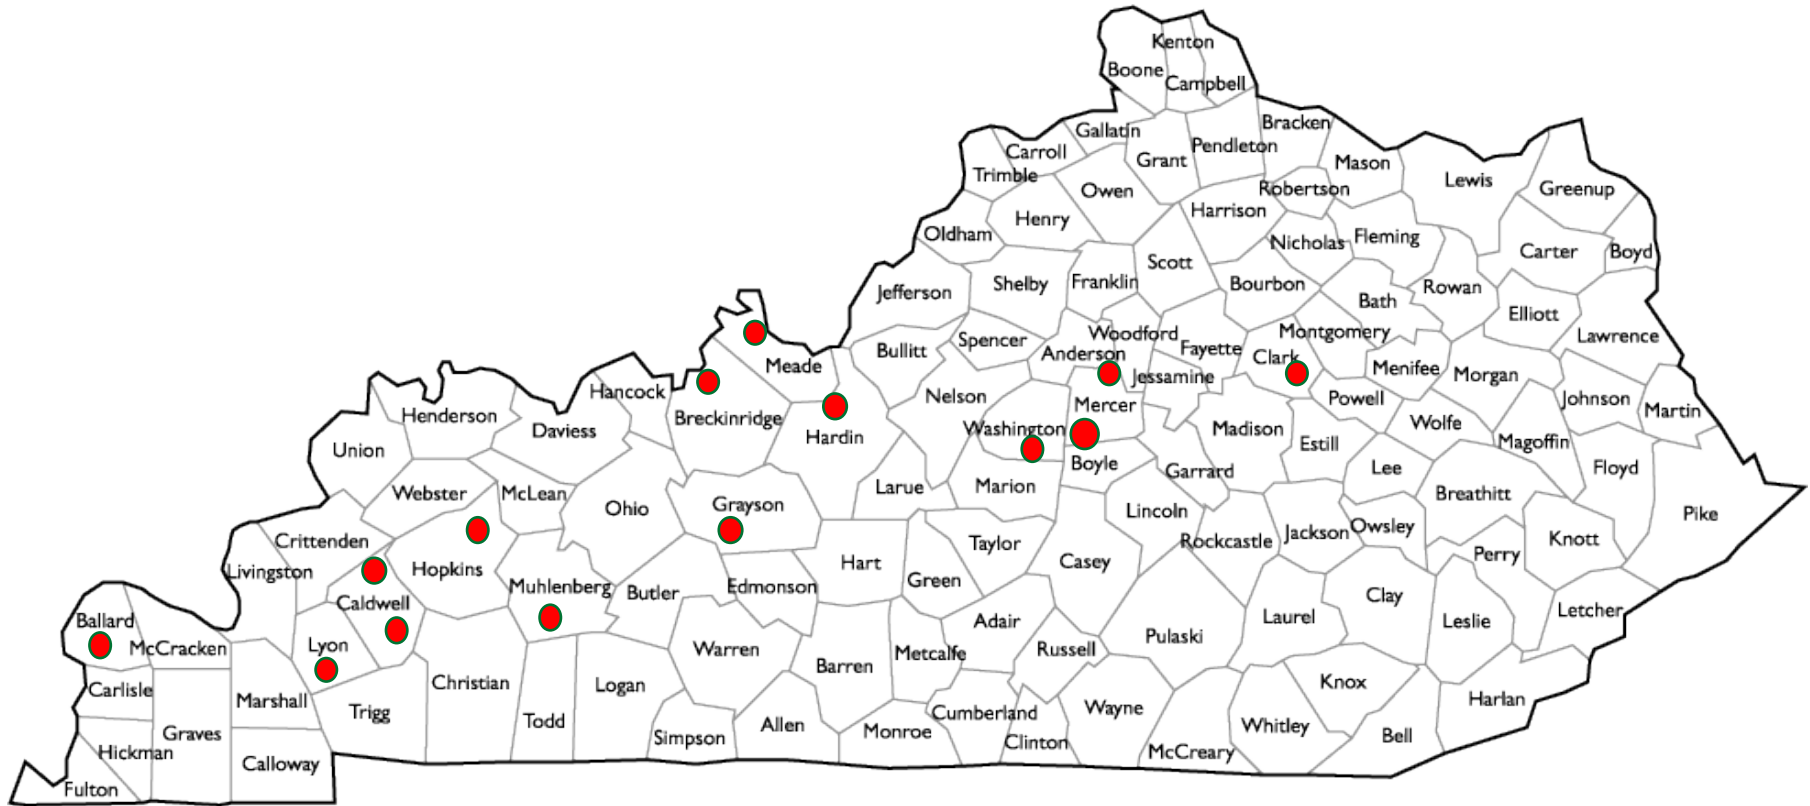 Kenton
Boone
Campbell
Gallatin
Bracken
Carroll
Grant
Pendleton
Mason
Trimble
Owen
Robertson
Lewis
Greenup
Henry
Harrison
Oldham
Nicholas
Fleming
Carter
Boyd
Jefferson
Shelby
Franklin
Scott
Bourbon
Bath
Rowan
Elliott
Lawrence
Bullitt
Spencer
Woodford
Anderson
Fayette
Montgomery
Clark
Menifee
Morgan
Meade
Hancock
Breckinridge
Nelson
Jessamine
Mercer
Powell
Johnson
Martin
Henderson
Daviess
Hardin
Washington
Madison
Estill
Wolfe
Magoffin
Union
Boyle
Garrard
Lee
Floyd
Webster
McLean
Ohio
Grayson
Larue
Marion
Lincoln
Breathitt
Pike
Crittenden
Hopkins
Taylor
Casey
Rockcastle
Jackson
Owsley
Perry
Knott
Livingston
Muhlenberg
Butler
Edmonson
Hart
Green
Clay
Letcher
Ballard
Caldwell
Adair
Laurel
Leslie
McCracken
Lyon
Warren
Barren
Metcalfe
Russell
Pulaski
Carlisle
Marshall
Trigg
Christian
Logan
Knox
Harlan
Graves
Todd
Simpson
Allen
Monroe
Cumberland
Wayne
Whitley
Bell
Hickman
Calloway
Clinton
McCreary
Fulton